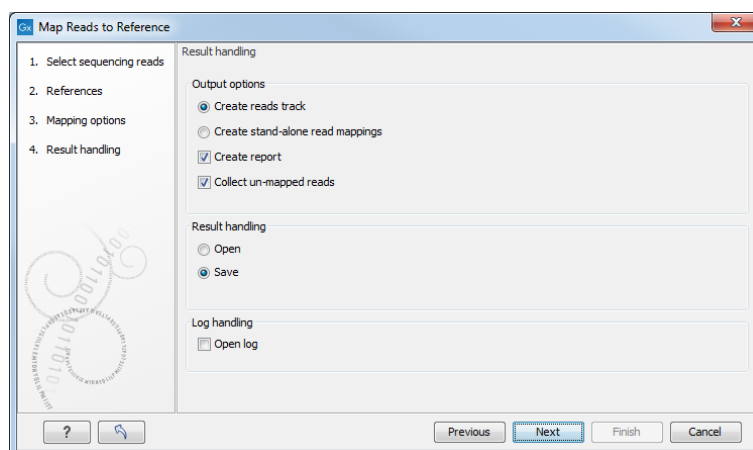 Gx Map Reads to Reference
1. Select sequencing reads
2. References
3. Mapping options
4. Result handling
Result handling
Output options
Create reads track
Create stand-alone read mappings
Create report
Collect un-mapped reads
Result handling
Open
Save
Log handling
Open log
? Previous Next Finish Cancel